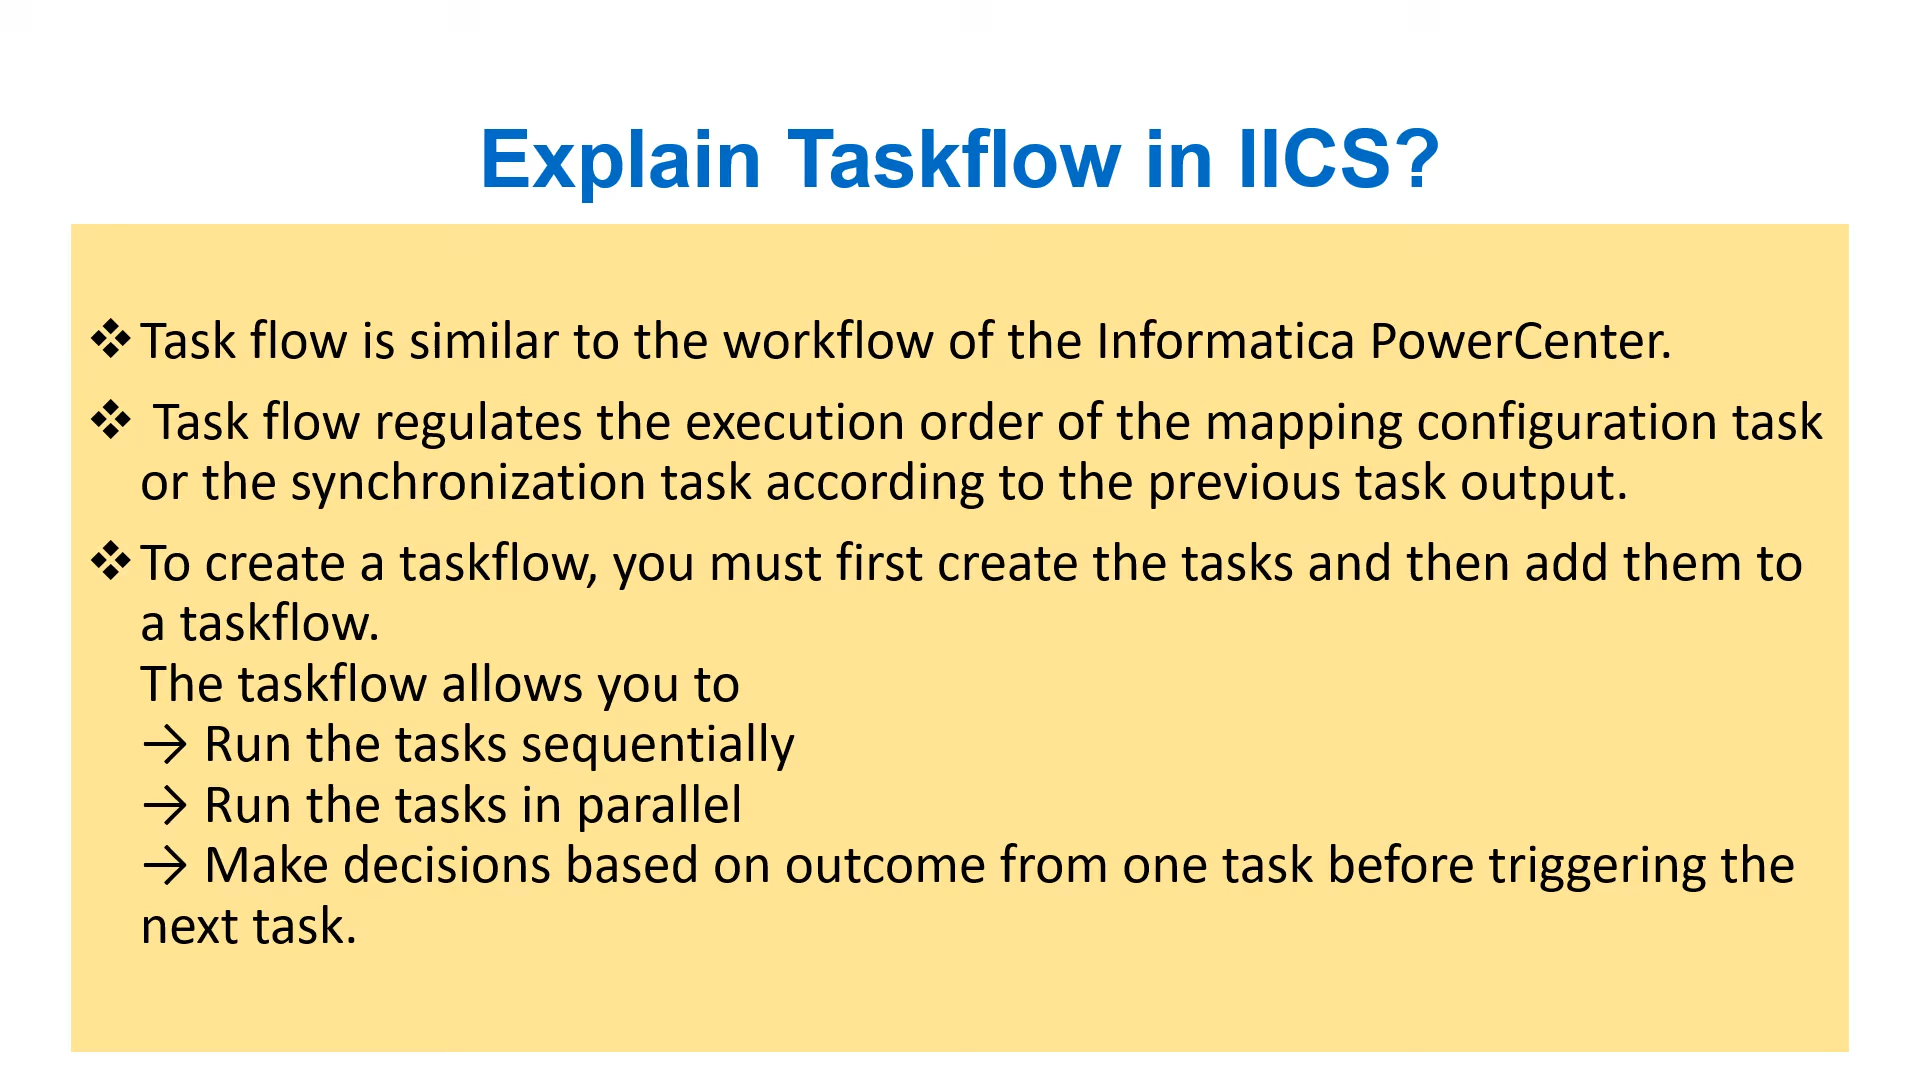 Explain Taskflow in IICS?
❖Task flow is similar to the workflow of the Informatica PowerCenter.
❖ Task flow regulates the execution order of the mapping configuration task
or the synchronization task according to the previous task output.
❖To create a taskflow, you must first create the tasks and then add them to
a taskflow.
The taskflow allows you to
→ Run the tasks sequentially
→ Run the tasks in parallel
→ Make decisions based on outcome from one task before triggering the
next task.